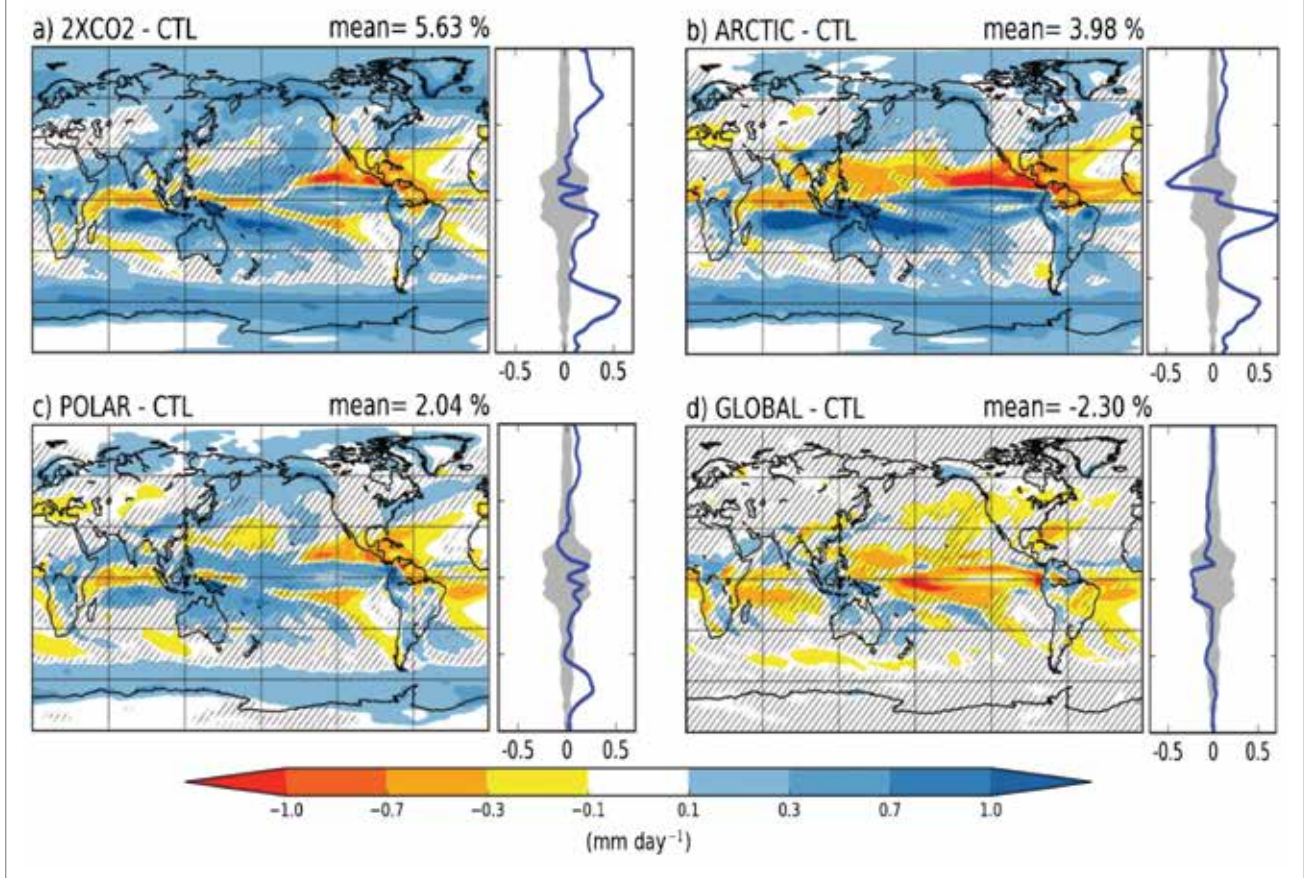 a) 2XCO2 - CTL mean= 5.63 %
b) ARCTIC - CTL mean= 3.98 %
-0.5 0 0.5
-0.5 0 0.5
c) POLAR - CTL mean= 2.04 %
d) GLOBAL - CTL mean= -2.30 %
-0.5 0 0.5
-0.5 0 0.5
−1.0 −0.7 −0.3 −0.1 0.1 0.3 0.7 1.0
(mm day⁻¹)